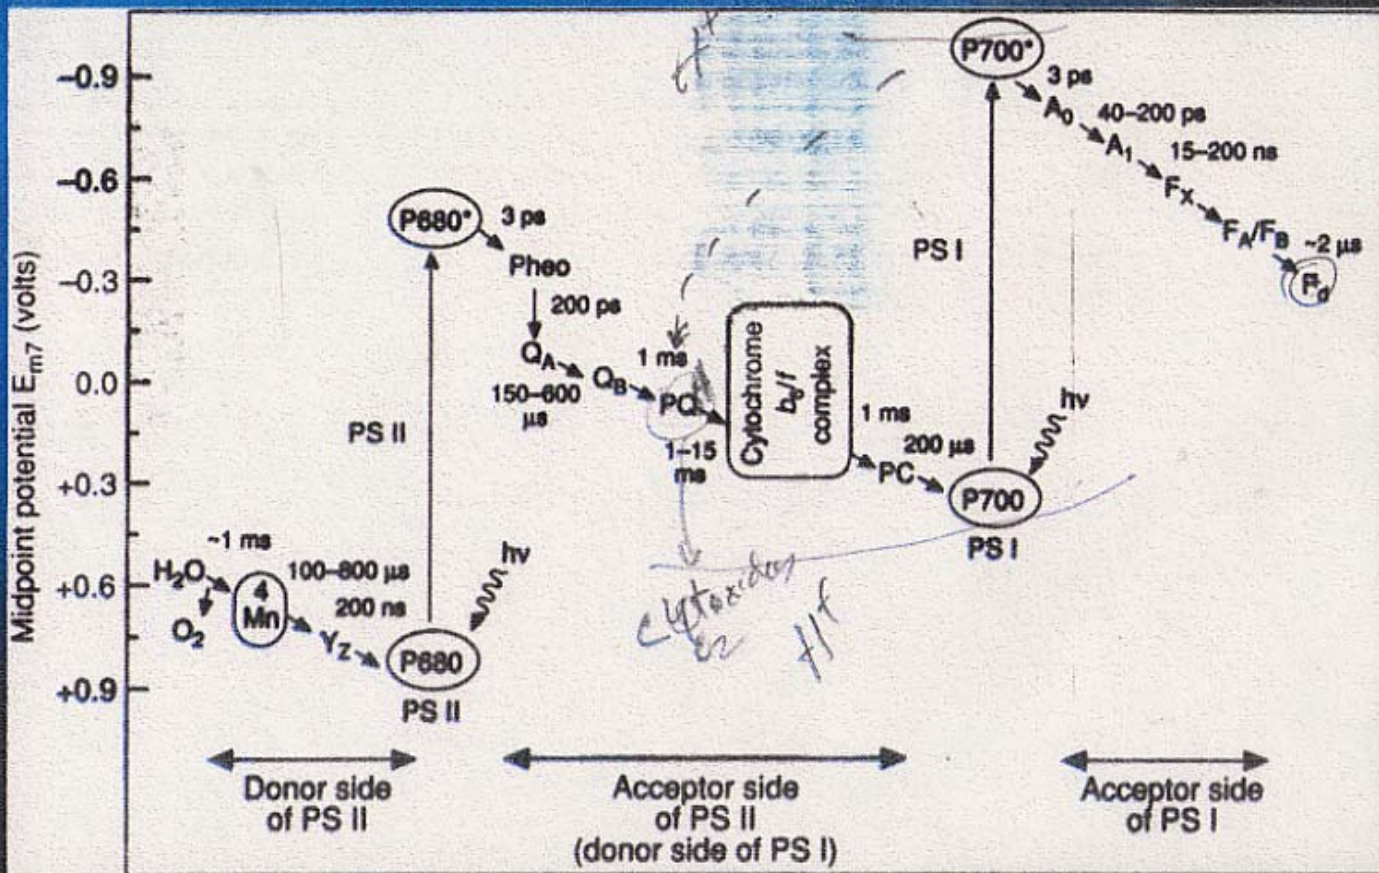 Midpoint potential Em7 (volts)
–0.9
–0.6
–0.3
0.0
+0.3
+0.6
+0.9
H2O
~1 ms
O2
4
Mn
100–800 µs
200 ns
YZ
P680
PS II
hν
PS II
P680*
3 ps
Pheo
200 ps
QA
150–600
µs
QB
1 ms
PQ
1–15
ms
Cytochrome
b6/f
complex
1 ms
PC
200 µs
P700
PS I
hν
PS I
P700*
3 ps
A0
40–200 ps
A1
15–200 ns
FX
FA/FB
~2 µs
Fd
H+
H+
Donor side
of PS II
Acceptor side
of PS II
(donor side of PS I)
Acceptor side
of PS I